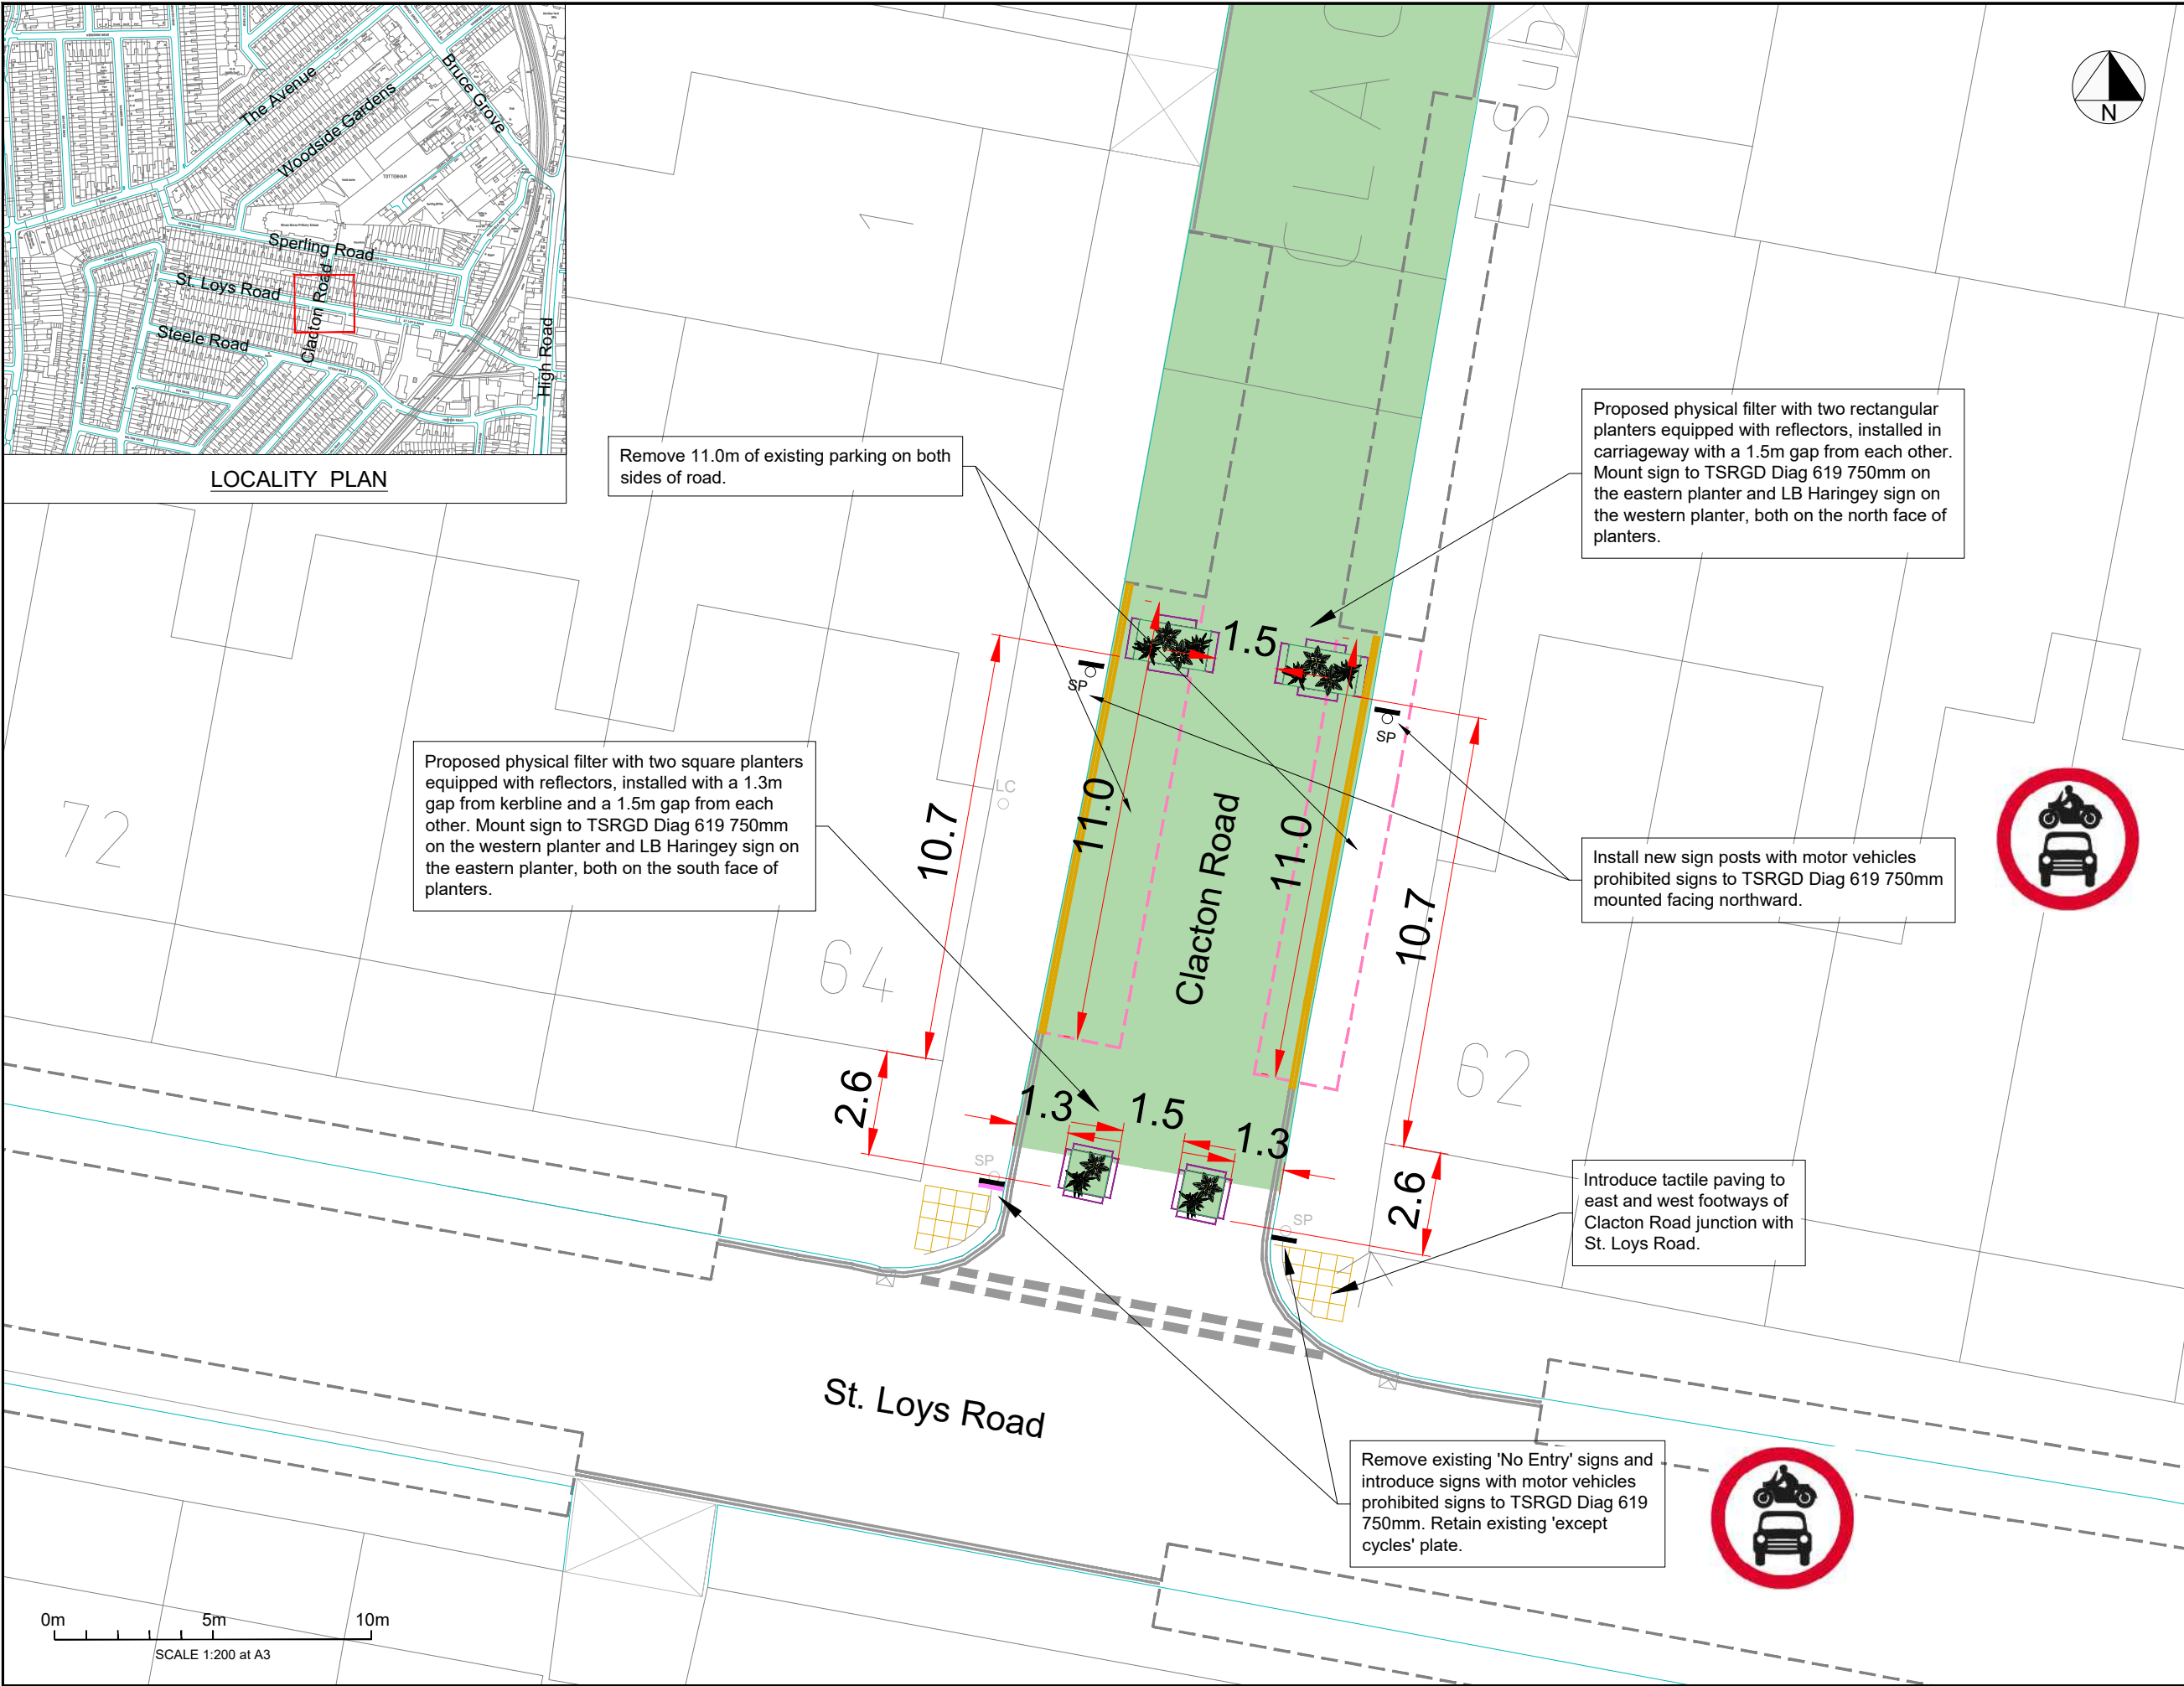 The Avenue
Bruce Grove
Woodside Gardens
TOTTENHAM
Sperling Road
St. Loys Road
Clacton Road
Steele Road
High Road
LOCALITY PLAN
N
Remove 11.0m of existing parking on both
sides of road.
Proposed physical filter with two rectangular
planters equipped with reflectors, installed in
carriageway with a 1.5m gap from each other.
Mount sign to TSRGD Diag 619 750mm on
the eastern planter and LB Haringey sign on
the western planter, both on the north face of
planters.
1
1.5
SP
SP
Proposed physical filter with two square planters
equipped with reflectors, installed with a 1.3m
gap from kerbline and a 1.5m gap from each
other. Mount sign to TSRGD Diag 619 750mm
on the western planter and LB Haringey sign on
the eastern planter, both on the south face of
planters.
LC
72
10.7
11.0
Clacton Road
11.0
10.7
Install new sign posts with motor vehicles
prohibited signs to TSRGD Diag 619 750mm
mounted facing northward.
64
62
2.6
1.3
1.5
1.3
2.6
SP
SP
Introduce tactile paving to
east and west footways of
Clacton Road junction with
St. Loys Road.
St. Loys Road
Remove existing 'No Entry' signs and
introduce signs with motor vehicles
prohibited signs to TSRGD Diag 619
750mm. Retain existing 'except
cycles' plate.
0m 5m 10m
SCALE 1:200 at A3